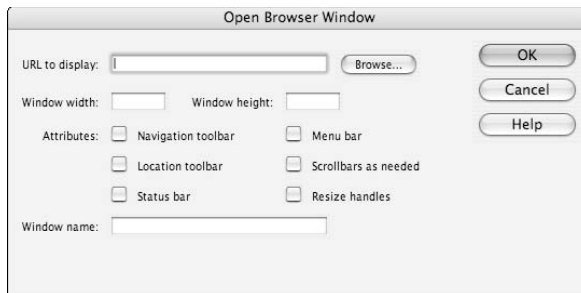 Open Browser Window
URL to display: Browse... OK
Window width: Window height: Cancel
Attributes: Navigation toolbar Menu bar Help
Location toolbar Scrollbars as needed
Status bar Resize handles
Window name: